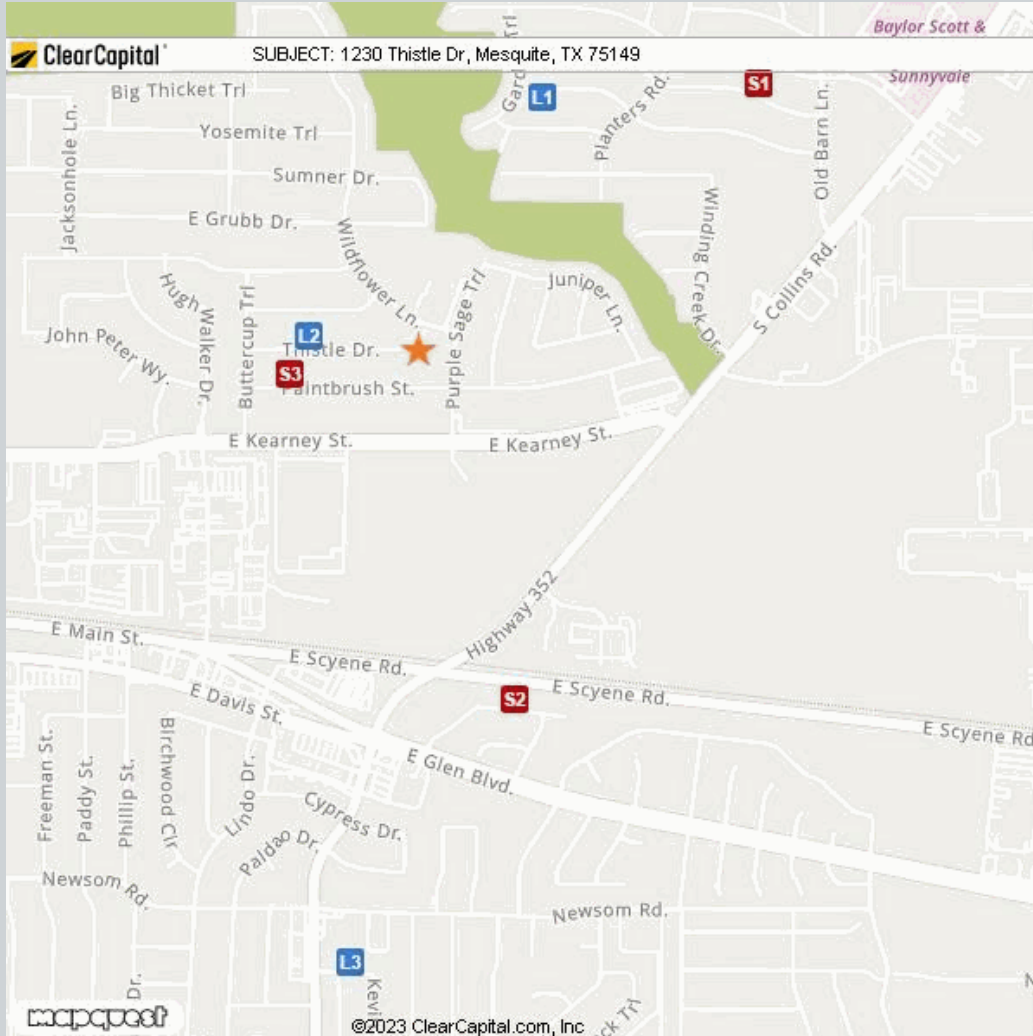 Baylor Scott &
ClearCapital
SUBJECT: 1230 Thistle Dr, Mesquite, TX 75149
Sunnyvale
Big Thicket Trl
L1
S1
Planters Rd.
Old Barn Ln.
Jacksonhole Ln.
Yosemite Trl
Sumner Dr.
E Grubb Dr.
Wildflower Ln.
Winding Creek Dr.
S Collins Rd.
Hugh Walker Dr.
Buttercup Trl
Purple Sage Trl
Juniper Ln.
John Peter Wy.
L2
Thistle Dr.
S3
Paintbrush St.
E Kearney St.
E Kearney St.
Highway 352
E Main St.
E Scyene Rd.
S2
E Scyene Rd.
E Scyene Rd
E Davis St.
E Glen Blvd.
Freeman St.
Paddy St.
Phillip St.
Birchwood Cir
Lindo Dr.
Cypress Dr.
Paldao Dr.
Newsom Rd.
Newsom Rd.
L3
Dr.
mapquest
©2023 ClearCapital.com, Inc